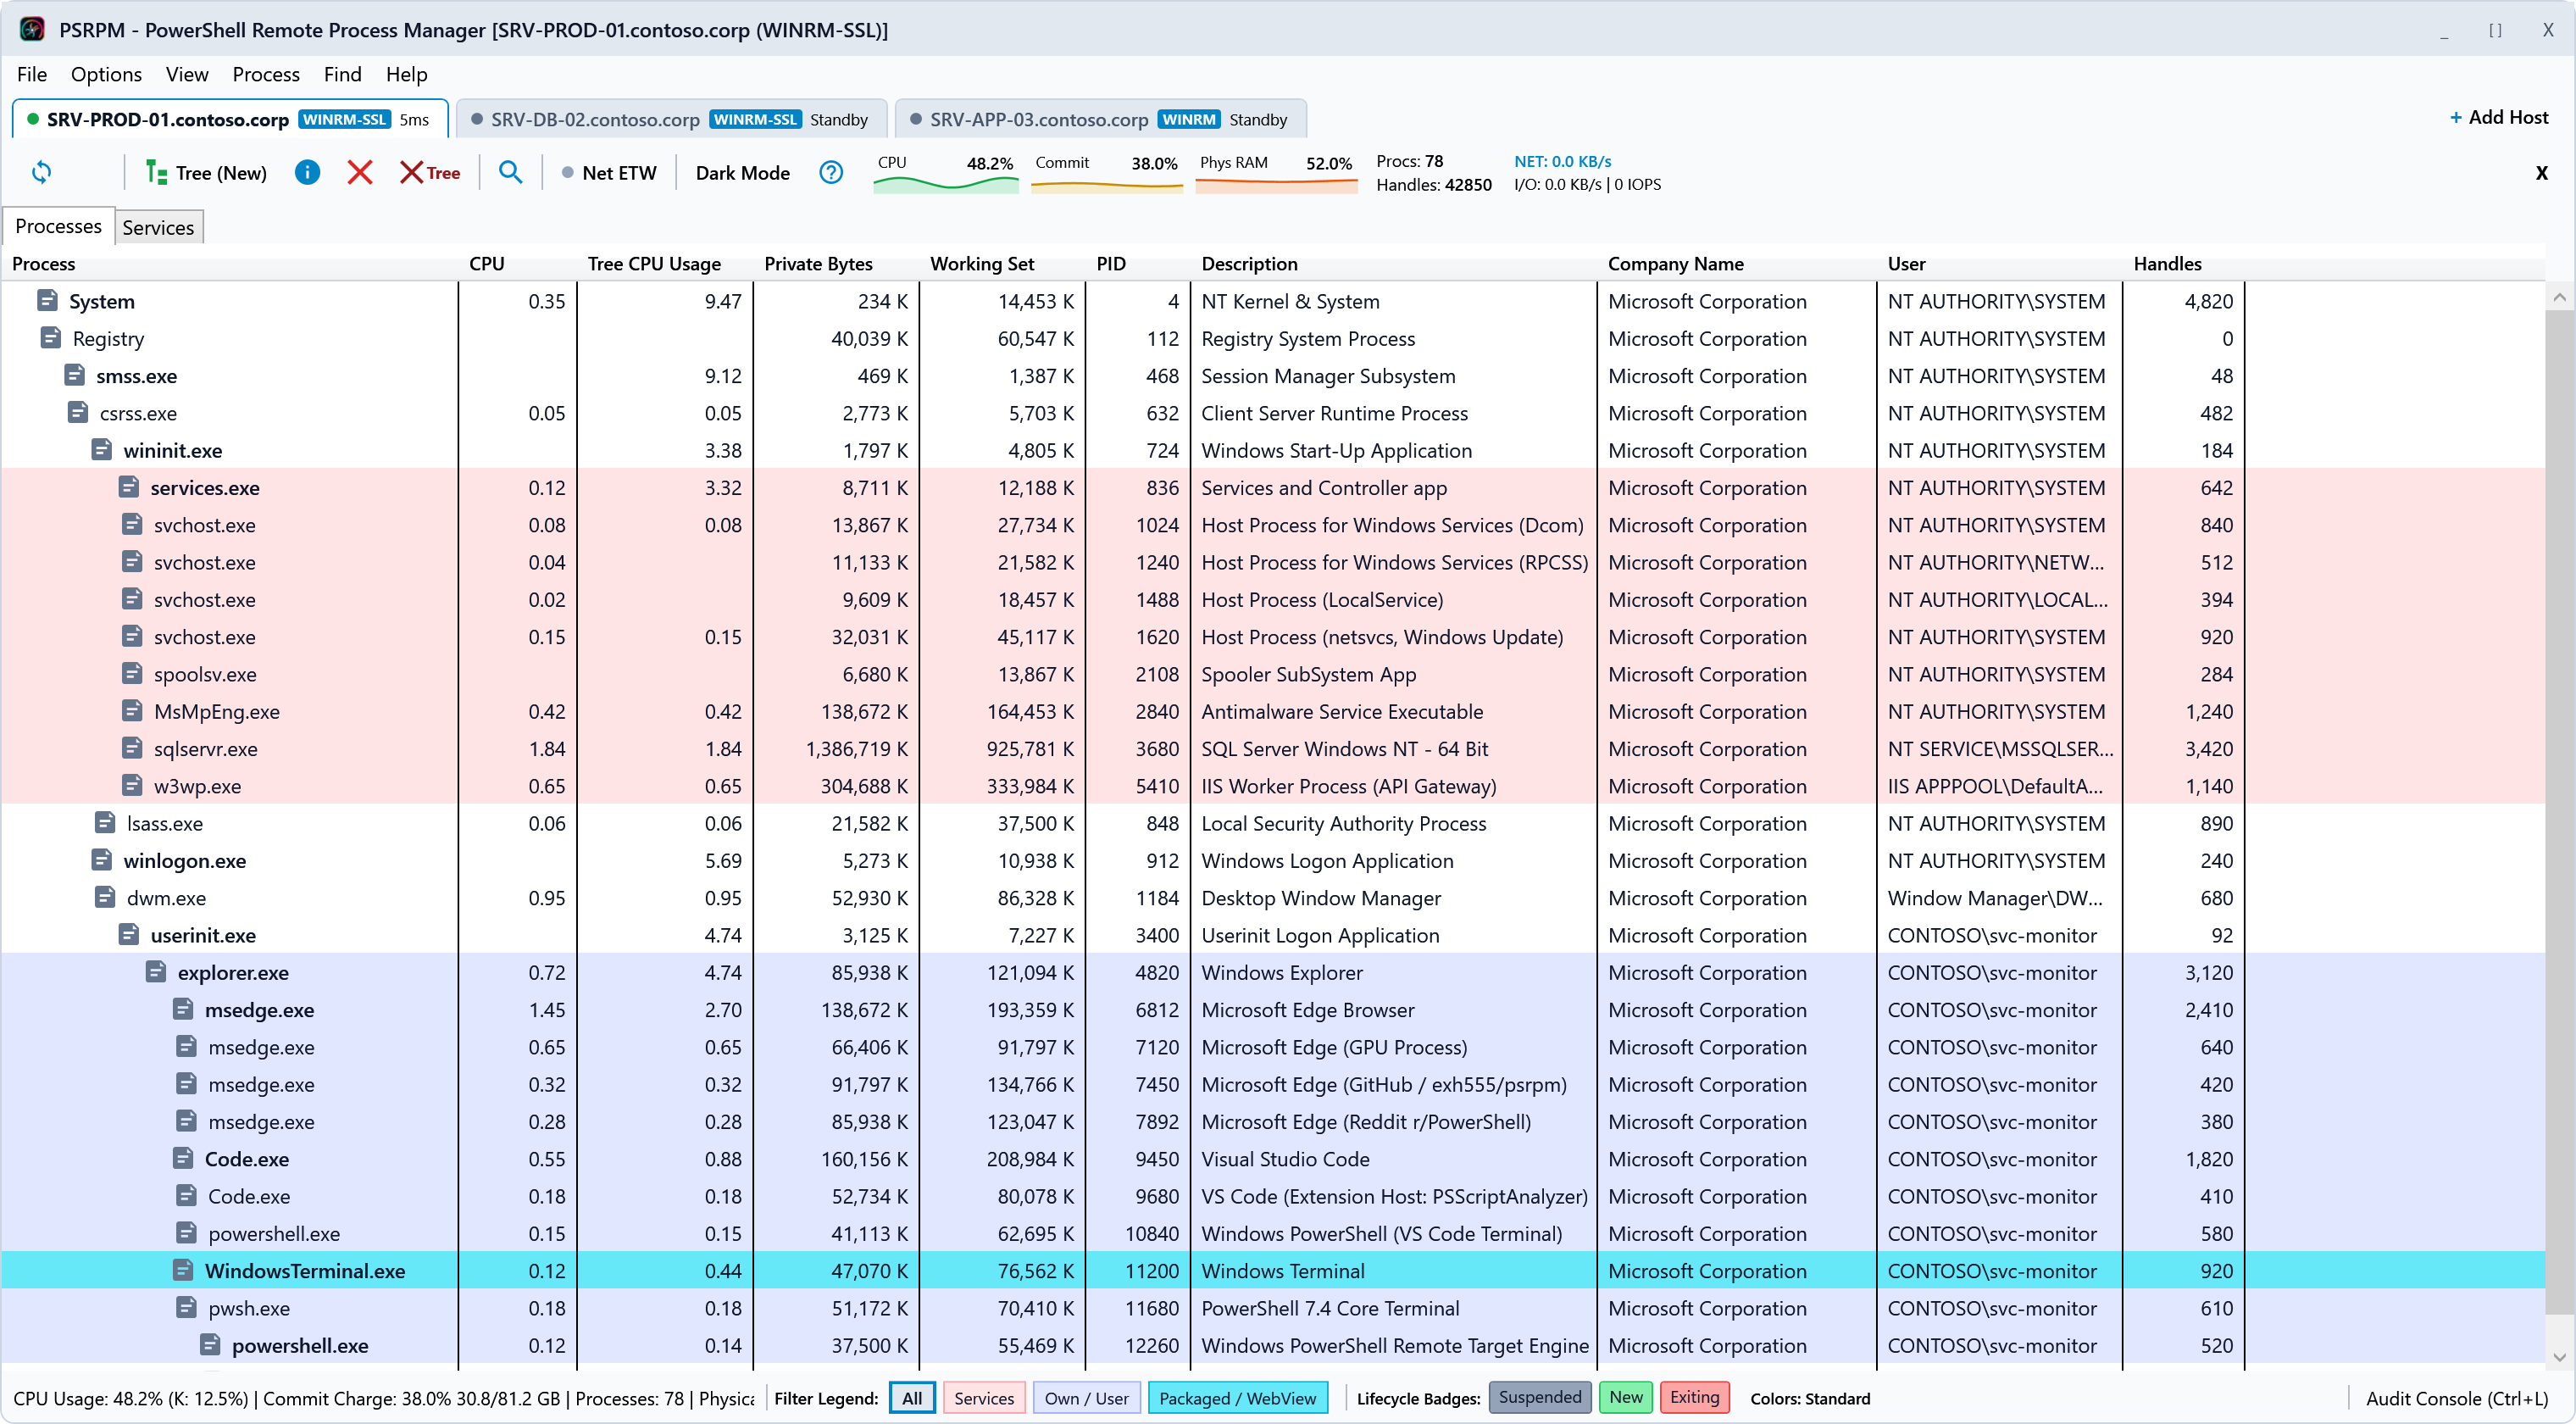 PSRPM - PowerShell Remote Process Manager [SRV-PROD-01.contoso.corp (WINRM-SSL)]
File Options View Process Find Help
SRV-PROD-01.contoso.corp WINRM-SSL 5ms SRV-DB-02.contoso.corp WINRM-SSL Standby SRV-APP-03.contoso.corp WINRM Standby + Add Host
Tree (New) Tree Net ETW Dark Mode CPU 48.2% Commit 38.0% Phys RAM 52.0% Procs: 78 NET: 0.0 KB/s X
Handles: 42850 I/O: 0.0 KB/s | 0 IOPS
Processes Services
Process CPU Tree CPU Usage Private Bytes Working Set PID Description Company Name User Handles
System 0.35 9.47 234 K 14,453 K 4 NT Kernel & System Microsoft Corporation NT AUTHORITY\SYSTEM 4,820
Registry 40,039 K 60,547 K 112 Registry System Process Microsoft Corporation NT AUTHORITY\SYSTEM 0
smss.exe 9.12 469 K 1,387 K 468 Session Manager Subsystem Microsoft Corporation NT AUTHORITY\SYSTEM 48
csrss.exe 0.05 0.05 2,773 K 5,703 K 632 Client Server Runtime Process Microsoft Corporation NT AUTHORITY\SYSTEM 482
wininit.exe 3.38 1,797 K 4,805 K 724 Windows Start-Up Application Microsoft Corporation NT AUTHORITY\SYSTEM 184
services.exe 0.12 3.32 8,711 K 12,188 K 836 Services and Controller app Microsoft Corporation NT AUTHORITY\SYSTEM 642
svchost.exe 0.08 0.08 13,867 K 27,734 K 1024 Host Process for Windows Services (Dcom) Microsoft Corporation NT AUTHORITY\SYSTEM 840
svchost.exe 0.04 11,133 K 21,582 K 1240 Host Process for Windows Services (RPCSS) Microsoft Corporation NT AUTHORITY\NETW... 512
svchost.exe 0.02 9,609 K 18,457 K 1488 Host Process (LocalService) Microsoft Corporation NT AUTHORITY\LOCAL... 394
svchost.exe 0.15 0.15 32,031 K 45,117 K 1620 Host Process (netsvcs, Windows Update) Microsoft Corporation NT AUTHORITY\SYSTEM 920
spoolsv.exe 6,680 K 13,867 K 2108 Spooler SubSystem App Microsoft Corporation NT AUTHORITY\SYSTEM 284
MsMpEng.exe 0.42 0.42 138,672 K 164,453 K 2840 Antimalware Service Executable Microsoft Corporation NT AUTHORITY\SYSTEM 1,240
sqlservr.exe 1.84 1.84 1,386,719 K 925,781 K 3680 SQL Server Windows NT - 64 Bit Microsoft Corporation NT SERVICE\MSSQLSER... 3,420
w3wp.exe 0.65 0.65 304,688 K 333,984 K 5410 IIS Worker Process (API Gateway) Microsoft Corporation IIS APPPOOL\DefaultA... 1,140
lsass.exe 0.06 0.06 21,582 K 37,500 K 848 Local Security Authority Process Microsoft Corporation NT AUTHORITY\SYSTEM 890
winlogon.exe 5.69 5,273 K 10,938 K 912 Windows Logon Application Microsoft Corporation NT AUTHORITY\SYSTEM 240
dwm.exe 0.95 0.95 52,930 K 86,328 K 1184 Desktop Window Manager Microsoft Corporation Window Manager\DW... 680
userinit.exe 4.74 3,125 K 7,227 K 3400 Userinit Logon Application Microsoft Corporation CONTOSO\svc-monitor 92
explorer.exe 0.72 4.74 85,938 K 121,094 K 4820 Windows Explorer Microsoft Corporation CONTOSO\svc-monitor 3,120
msedge.exe 1.45 2.70 138,672 K 193,359 K 6812 Microsoft Edge Browser Microsoft Corporation CONTOSO\svc-monitor 2,410
msedge.exe 0.65 0.65 66,406 K 91,797 K 7120 Microsoft Edge (GPU Process) Microsoft Corporation CONTOSO\svc-monitor 640
msedge.exe 0.32 0.32 91,797 K 134,766 K 7450 Microsoft Edge (GitHub / exh555/psrpm) Microsoft Corporation CONTOSO\svc-monitor 420
msedge.exe 0.28 0.28 85,938 K 123,047 K 7892 Microsoft Edge (Reddit r/PowerShell) Microsoft Corporation CONTOSO\svc-monitor 380
Code.exe 0.55 0.88 160,156 K 208,984 K 9450 Visual Studio Code Microsoft Corporation CONTOSO\svc-monitor 1,820
Code.exe 0.18 0.18 52,734 K 80,078 K 9680 VS Code (Extension Host: PSScriptAnalyzer) Microsoft Corporation CONTOSO\svc-monitor 410
powershell.exe 0.15 0.15 41,113 K 62,695 K 10840 Windows PowerShell (VS Code Terminal) Microsoft Corporation CONTOSO\svc-monitor 580
WindowsTerminal.exe 0.12 0.44 47,070 K 76,562 K 11200 Windows Terminal Microsoft Corporation CONTOSO\svc-monitor 920
pwsh.exe 0.18 0.18 51,172 K 70,410 K 11680 PowerShell 7.4 Core Terminal Microsoft Corporation CONTOSO\svc-monitor 610
powershell.exe 0.12 0.14 37,500 K 55,469 K 12260 Windows PowerShell Remote Target Engine Microsoft Corporation CONTOSO\svc-monitor 520
CPU Usage: 48.2% (K: 12.5%) | Commit Charge: 38.0% 30.8/81.2 GB | Processes: 78 | Physica Filter Legend: All Services Own / User Packaged / WebView Lifecycle Badges: Suspended New Exiting Colors: Standard Audit Console (Ctrl+L)